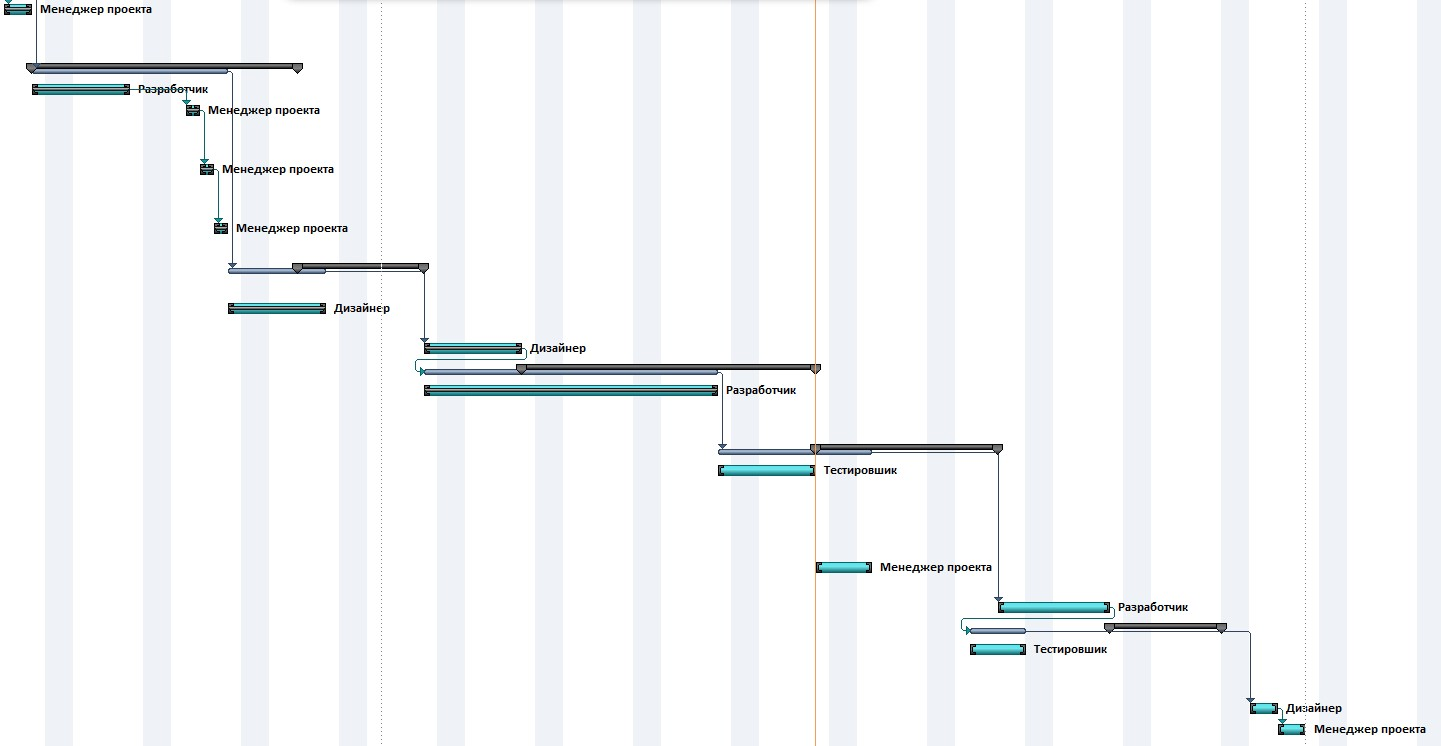 Менеджер проекта
Разработчик
Менеджер проекта
Менеджер проекта
Менеджер проекта
Дизайнер
Дизайнер
Разработчик
Тестировшик
Менеджер проекта
Разработчик
Тестировшик
Дизайнер
Менеджер проекта